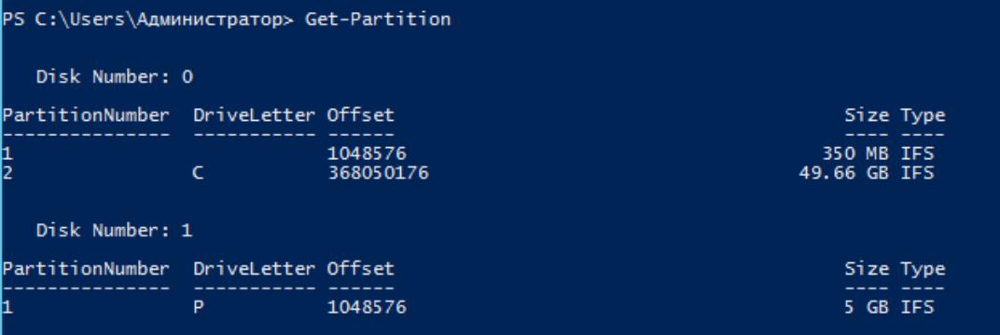 PS C:\Users\Администратор> Get-Partition
Disk Number: 0
PartitionNumber DriveLetter Offset Size Type
--------------- ----------- ------ ---- ----
1 1048576 350 MB IFS
2 C 368050176 49.66 GB IFS
Disk Number: 1
PartitionNumber DriveLetter Offset Size Type
--------------- ----------- ------ ---- ----
1 P 1048576 5 GB IFS